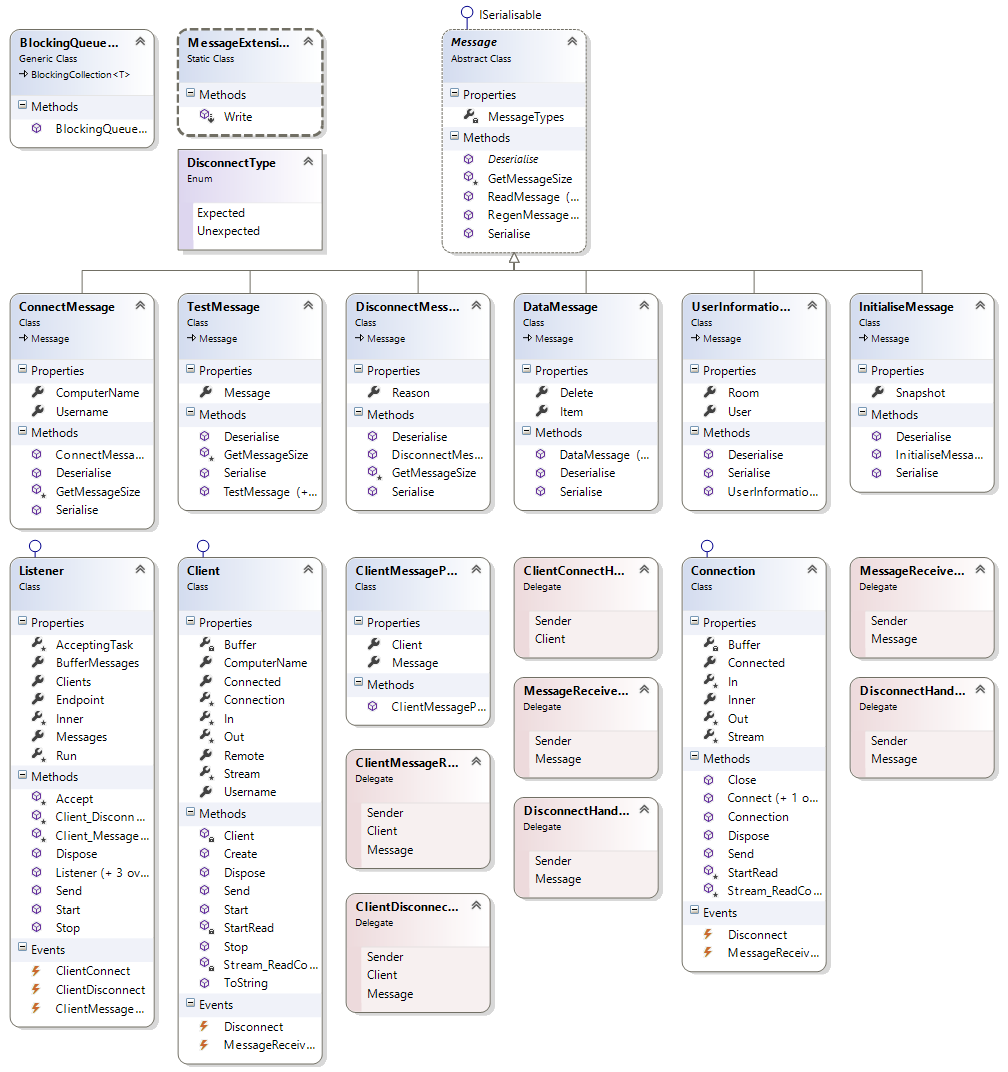 ISerialisable
BlockingQueue...
Generic Class
BlockingCollection<T>
Methods
BlockingQueue...
MessageExtensi...
Static Class
Methods
Write
DisconnectType
Enum
Expected
Unexpected
Message
Abstract Class
Properties
MessageTypes
Methods
Deserialise
GetMessageSize
ReadMessage (...
RegenMessage...
Serialise
ConnectMessage
Class
Message
Properties
ComputerName
Username
Methods
ConnectMessa...
Deserialise
GetMessageSize
Serialise
TestMessage
Class
Message
Properties
Message
Methods
Deserialise
GetMessageSize
Serialise
TestMessage (+...
DisconnectMess...
Class
Message
Properties
Reason
Methods
Deserialise
DisconnectMes...
GetMessageSize
Serialise
DataMessage
Class
Message
Properties
Delete
Item
Methods
DataMessage (...
Deserialise
Serialise
UserInformatio...
Class
Message
Properties
Room
User
Methods
Deserialise
Serialise
UserInformatio...
InitialiseMessage
Class
Message
Properties
Snapshot
Methods
Deserialise
InitialiseMessa...
Serialise
Listener
Class
Properties
AcceptingTask
BufferMessages
Clients
Endpoint
Inner
Messages
Run
Methods
Accept
Client_Disconn...
Client_Message...
Dispose
Listener (+ 3 ov...
Send
Start
Stop
Events
ClientConnect
ClientDisconnect
ClientMessage...
Client
Class
Properties
Buffer
ComputerName
Connected
Connection
In
Out
Remote
Stream
Username
Methods
Client
Create
Dispose
Send
Start
StartRead
Stop
Stream_ReadCo...
ToString
Events
Disconnect
MessageReceiv...
ClientMessageP...
Class
Properties
Client
Message
Methods
ClientMessageP...
ClientMessageR...
Delegate
Sender
Client
Message
ClientDisconnec...
Delegate
Sender
Client
Message
ClientConnectH...
Delegate
Sender
Client
MessageReceive...
Delegate
Sender
Message
DisconnectHand...
Delegate
Sender
Message
Connection
Class
Properties
Buffer
Connected
In
Inner
Out
Stream
Methods
Close
Connect (+ 1 o...
Connection
Dispose
Send
StartRead
Stream_ReadCo...
Events
Disconnect
MessageReceiv...
MessageReceive...
Delegate
Sender
Message
DisconnectHand...
Delegate
Sender
Message